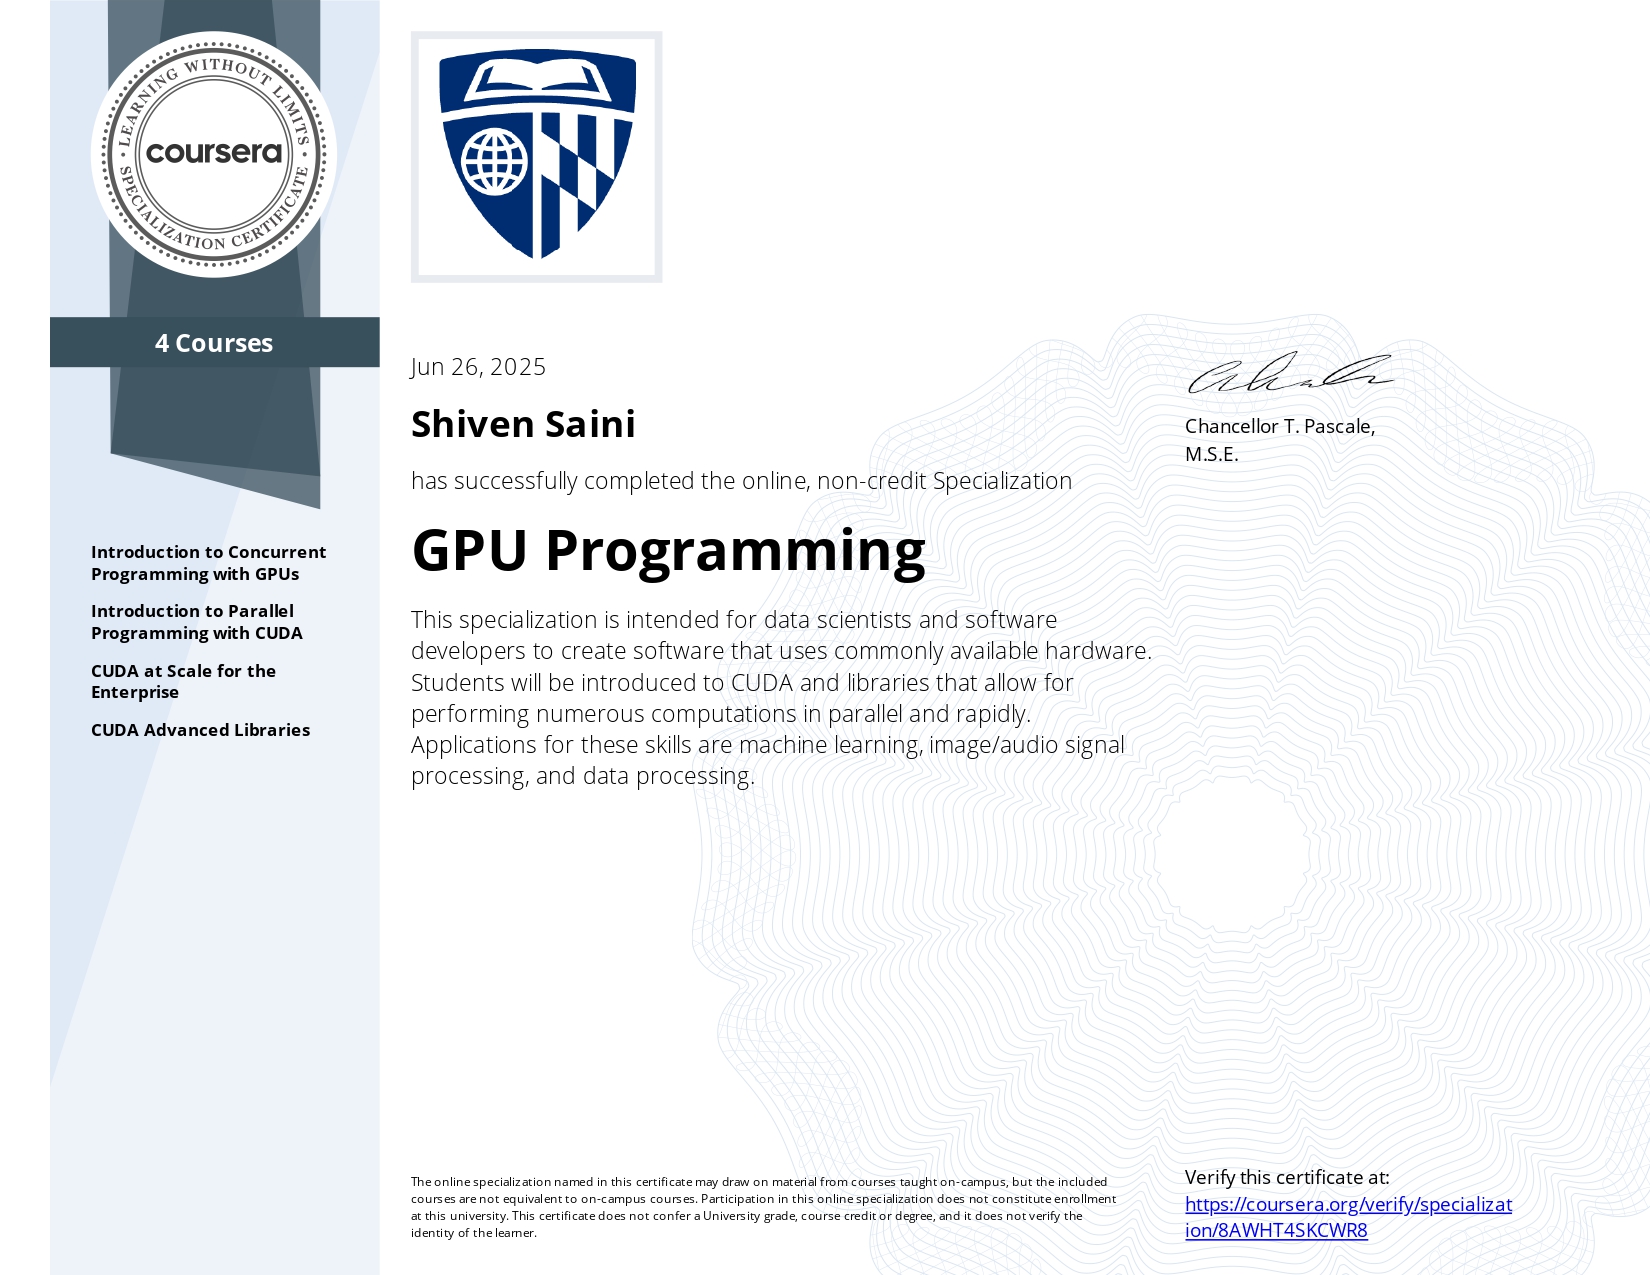 LEARNING WITHOUT LIMITS
coursera
SPECIALIZATION CERTIFICATE
4 Courses
Introduction to Concurrent
Programming with GPUs
Introduction to Parallel
Programming with CUDA
CUDA at Scale for the
Enterprise
CUDA Advanced Libraries
Jun 26, 2025
Shiven Saini
has successfully completed the online, non-credit Specialization
GPU Programming
This specialization is intended for data scientists and software
developers to create software that uses commonly available hardware.
Students will be introduced to CUDA and libraries that allow for
performing numerous computations in parallel and rapidly.
Applications for these skills are machine learning, image/audio signal
processing, and data processing.
Chancellor T. Pascale,
M.S.E.
The online specialization named in this certificate may draw on material from courses taught on-campus, but the included
courses are not equivalent to on-campus courses. Participation in this online specialization does not constitute enrollment
at this university. This certificate does not confer a University grade, course credit or degree, and it does not verify the
identity of the learner.
Verify this certificate at:
https://coursera.org/verify/specializat
ion/8AWHT4SKCWR8